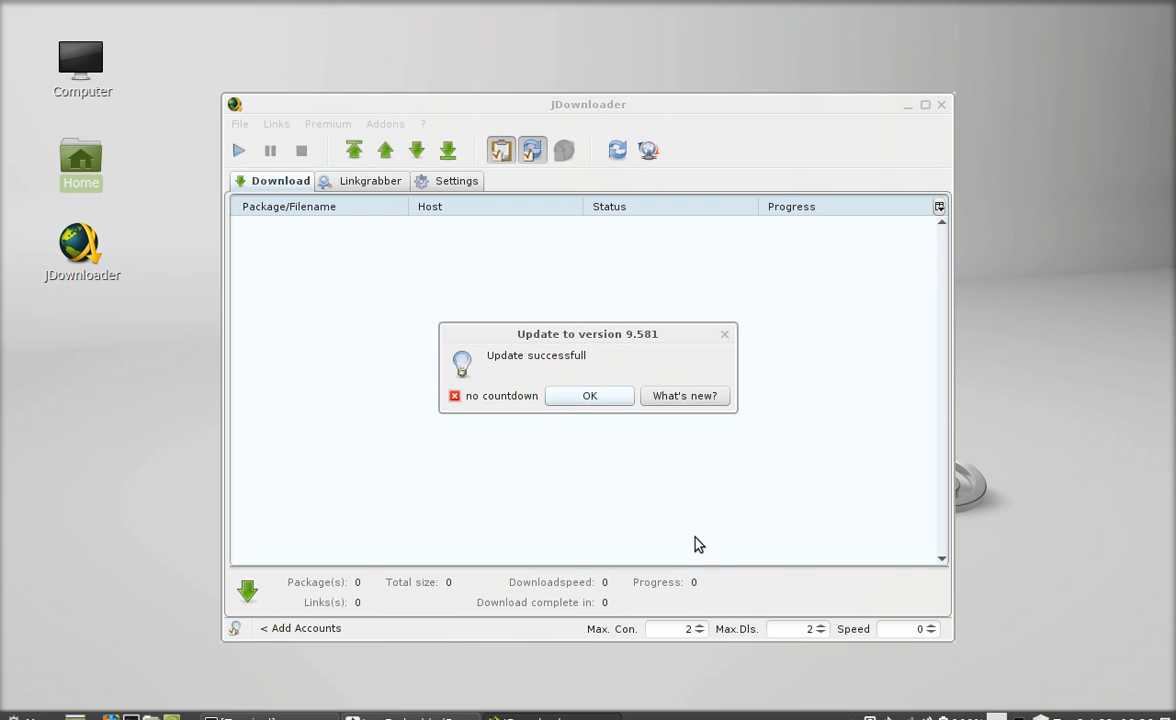 Computer
Home
JDownloader
JDownloader
File Links Premium Addons ?
Download Linkgrabber Settings
Package/Filename Host Status Progress
Update to version 9.581
Update successfull
no countdown OK What's new?
Package(s): 0 Total size: 0 Downloadspeed: 0 Progress: 0
Links(s): 0 Download complete in: 0
< Add Accounts Max. Con. 2 Max.Dls. 2 Speed 0